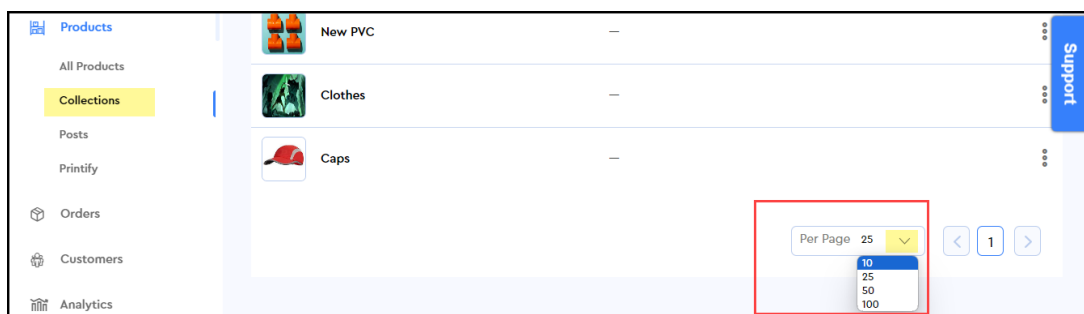 Products
All Products
Collections
Posts
Printify
Orders
Customers
Analytics
New PVC —
Clothes —
Caps —
Per Page 25
1
10
25
50
100
Support